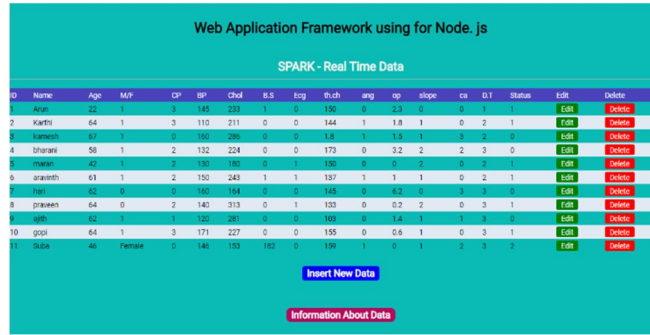 Web Application Framework using for Node. js
SPARK - Real Time Data
ID Name Age M/F CP BP Chol B.S Ecg th.ch ang op slope ca D.T Status Edit Delete
1 Arun 22 1 3 145 233 1 0 150 0 2.3 0 0 1 1 Edit Delete
2 Karthi 64 1 3 110 211 0 0 144 1 1.8 1 0 2 1 Edit Delete
3 kamesh 67 1 0 160 286 0 0 1.8 1 1.5 1 3 2 0 Edit Delete
4 bharani 58 1 2 132 224 0 0 173 0 3.2 2 2 3 0 Edit Delete
5 maran 42 1 2 130 180 0 1 150 0 0 2 0 2 1 Edit Delete
6 aravinth 61 1 2 150 243 1 1 137 1 1 1 0 2 1 Edit Delete
7 hari 62 0 0 160 164 0 0 145 0 6.2 0 3 3 0 Edit Delete
8 praveen 64 0 2 140 313 0 1 133 0 0.2 2 0 3 1 Edit Delete
9 ajith 62 1 1 120 281 0 0 103 0 1.4 1 1 3 0 Edit Delete
10 gopi 64 1 3 171 227 0 0 155 0 0.6 1 0 3 1 Edit Delete
11 Suba 46 Female 0 146 153 182 0 159 1 0 1 2 3 2 Edit Delete
Insert New Data
Information About Data